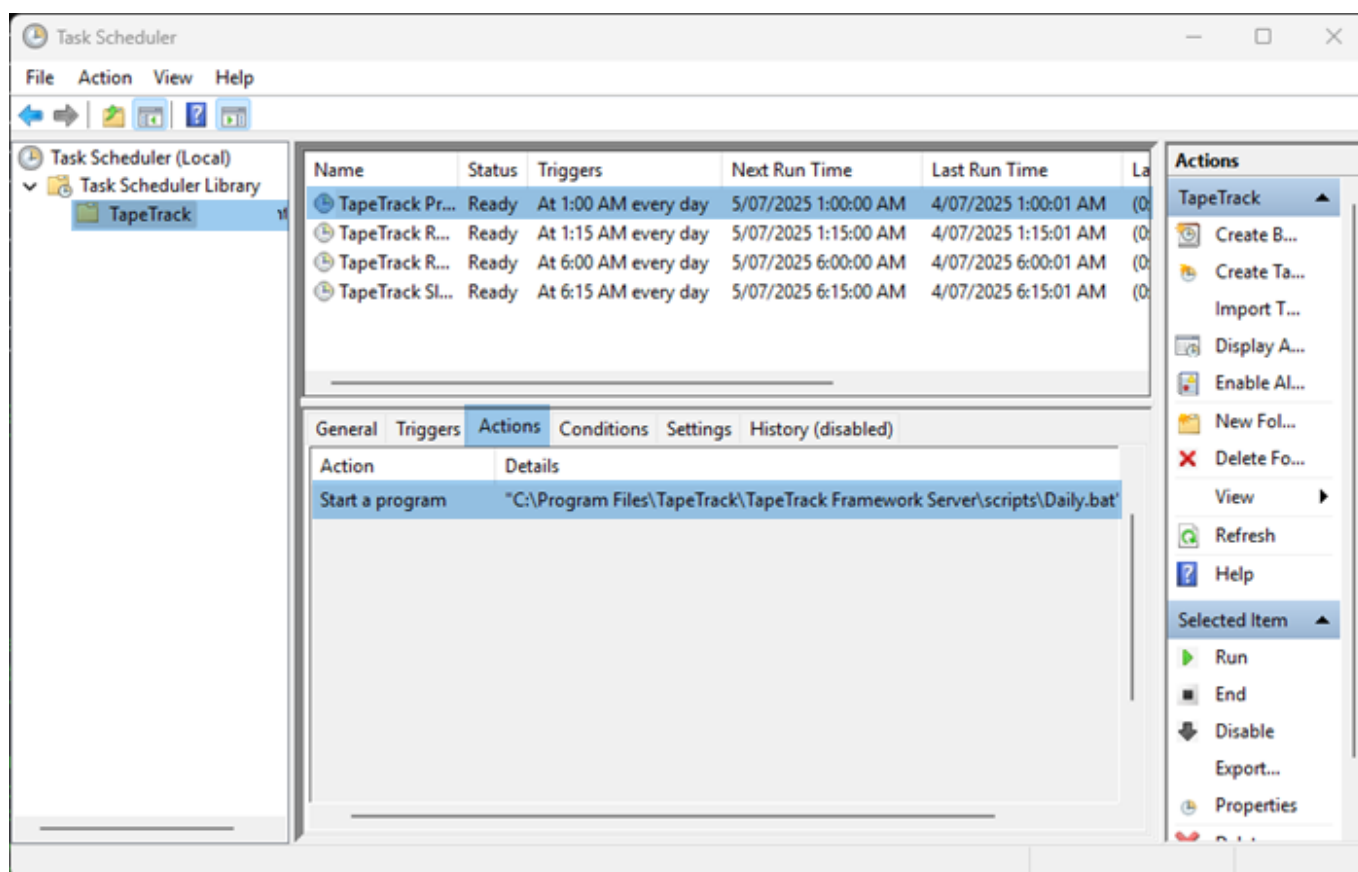 Task Scheduler
File Action View Help
Task Scheduler (Local)
Task Scheduler Library
TapeTrack
Name Status Triggers Next Run Time Last Run Time La
TapeTrack Pr... Ready At 1:00 AM every day 5/07/2025 1:00:00 AM 4/07/2025 1:00:01 AM (0:
TapeTrack R... Ready At 1:15 AM every day 5/07/2025 1:15:00 AM 4/07/2025 1:15:01 AM (0:
TapeTrack R... Ready At 6:00 AM every day 5/07/2025 6:00:00 AM 4/07/2025 6:00:01 AM (0:
TapeTrack Sl... Ready At 6:15 AM every day 5/07/2025 6:15:00 AM 4/07/2025 6:15:01 AM (0:
General Triggers Actions Conditions Settings History (disabled)
Action Details
Start a program "C:\Program Files\TapeTrack\TapeTrack Framework Server\scripts\Daily.bat"
Actions
TapeTrack
Create B...
Create Ta...
Import T...
Display A...
Enable Al...
New Fol...
Delete Fo...
View
Refresh
Help
Selected Item
Run
End
Disable
Export...
Properties